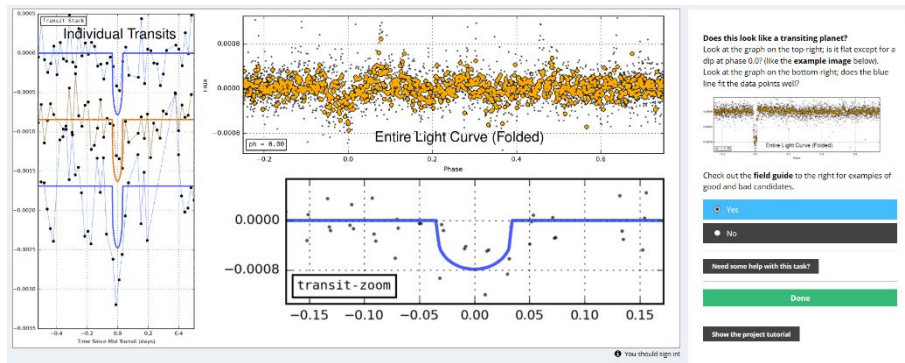 Transit Stack
Individual Transits
0.0000
-0.0005
-0.0010
-0.0015
-0.0020
-0.0025
-0.0030
-0.0035
-0.4
-0.2
0.0
0.2
0.4
Time Since Mid Transit (days)
0.0008
0.0000
-0.0008
FLUX
pΗ = 0.00
Entire Light Curve (Folded)
-0.2
0.0
0.2
0.4
0.6
Phase
0.0000
-0.0008
transit-zoom
-0.15
-0.10
-0.05
0.00
0.05
0.10
0.15
You should sign in!
Does this look like a transiting planet?
Look at the graph on the top-right; is it flat except for a
dip at phase 0.0? (like the example image below).
Look at the graph on the bottom-right; does the blue
line fit the data points well?
Entire Light Curve (Folded)
Check out the field guide to the right for examples of
good and bad candidates.
Yes
No
Need some help with this task?
Done
Show the project tutorial